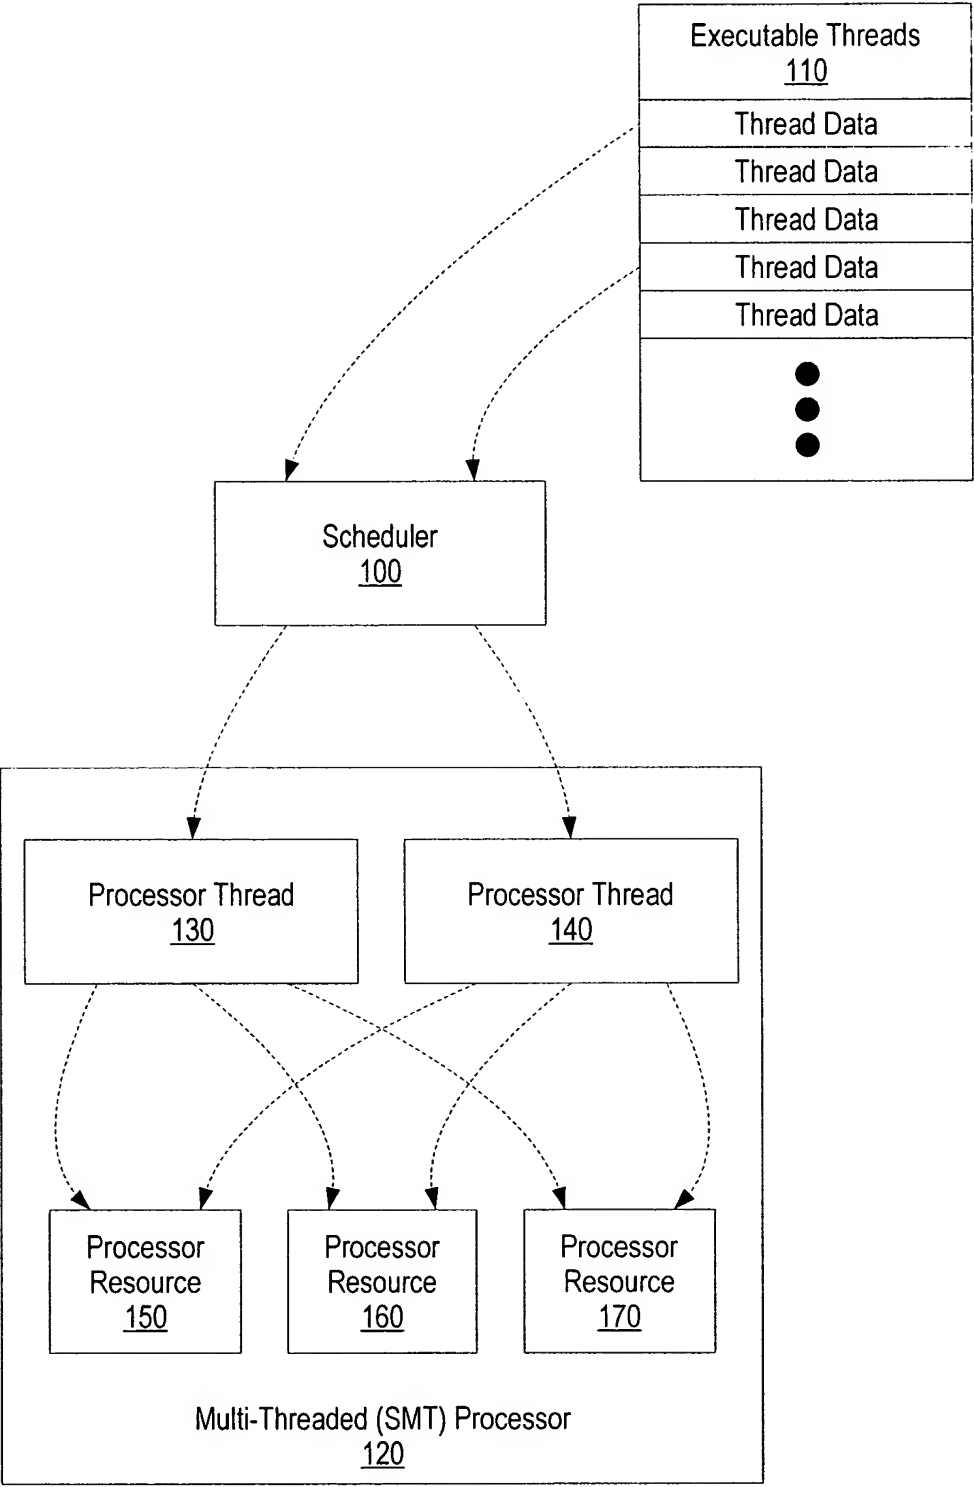 Executable Threads
110
Thread Data
Thread Data
Thread Data
Thread Data
Thread Data
Scheduler
100
Processor Thread
130
Processor Thread
140
Processor
Resource
150
Processor
Resource
160
Processor
Resource
170
Multi-Threaded (SMT) Processor
120